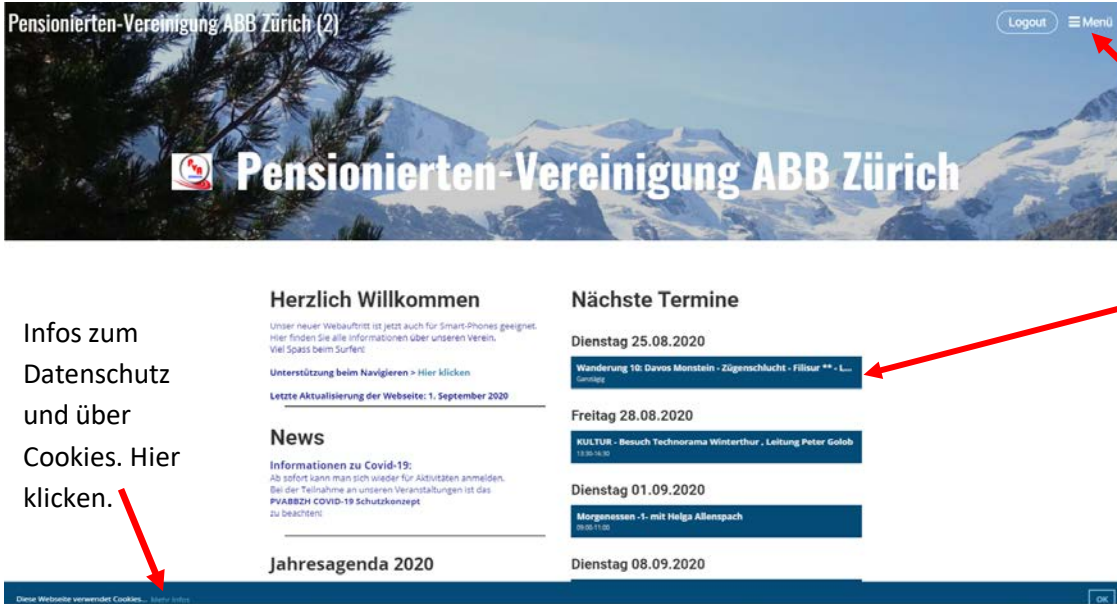 Pensionierten-Vereinigung ABB Zürich (2)
Logout
Menü
PVA
Pensionierten-Vereinigung ABB Zürich
Infos zum
Datenschutz
und über
Cookies. Hier
klicken.
Herzlich Willkommen
Unser neuer Webauftritt ist jetzt auch für Smart-Phones geeignet.
Hier finden Sie alle Informationen über unseren Verein.
Viel Spass beim Surfen!
Unterstützung beim Navigieren > Hier klicken
Letzte Aktualisierung der Webseite: 1. September 2020
News
Informationen zu Covid-19:
Ab sofort kann man sich wieder für Aktivitäten anmelden.
Bei der Teilnahme an unseren Veranstaltungen ist das
PVABBZH COVID-19 Schutzkonzept
zu beachten!
Jahresagenda 2020
Nächste Termine
Dienstag 25.08.2020
Wanderung 10: Davos Monstein - Zügenschlucht - Filisur ** - L...
Ganztägig
Freitag 28.08.2020
KULTUR - Besuch Technorama Winterthur , Leitung Peter Golob
13:30-16:30
Dienstag 01.09.2020
Morgenessen -1- mit Helga Allenspach
09:00-11:00
Dienstag 08.09.2020
Diese Webseite verwendet Cookies... Mehr Infos
OK